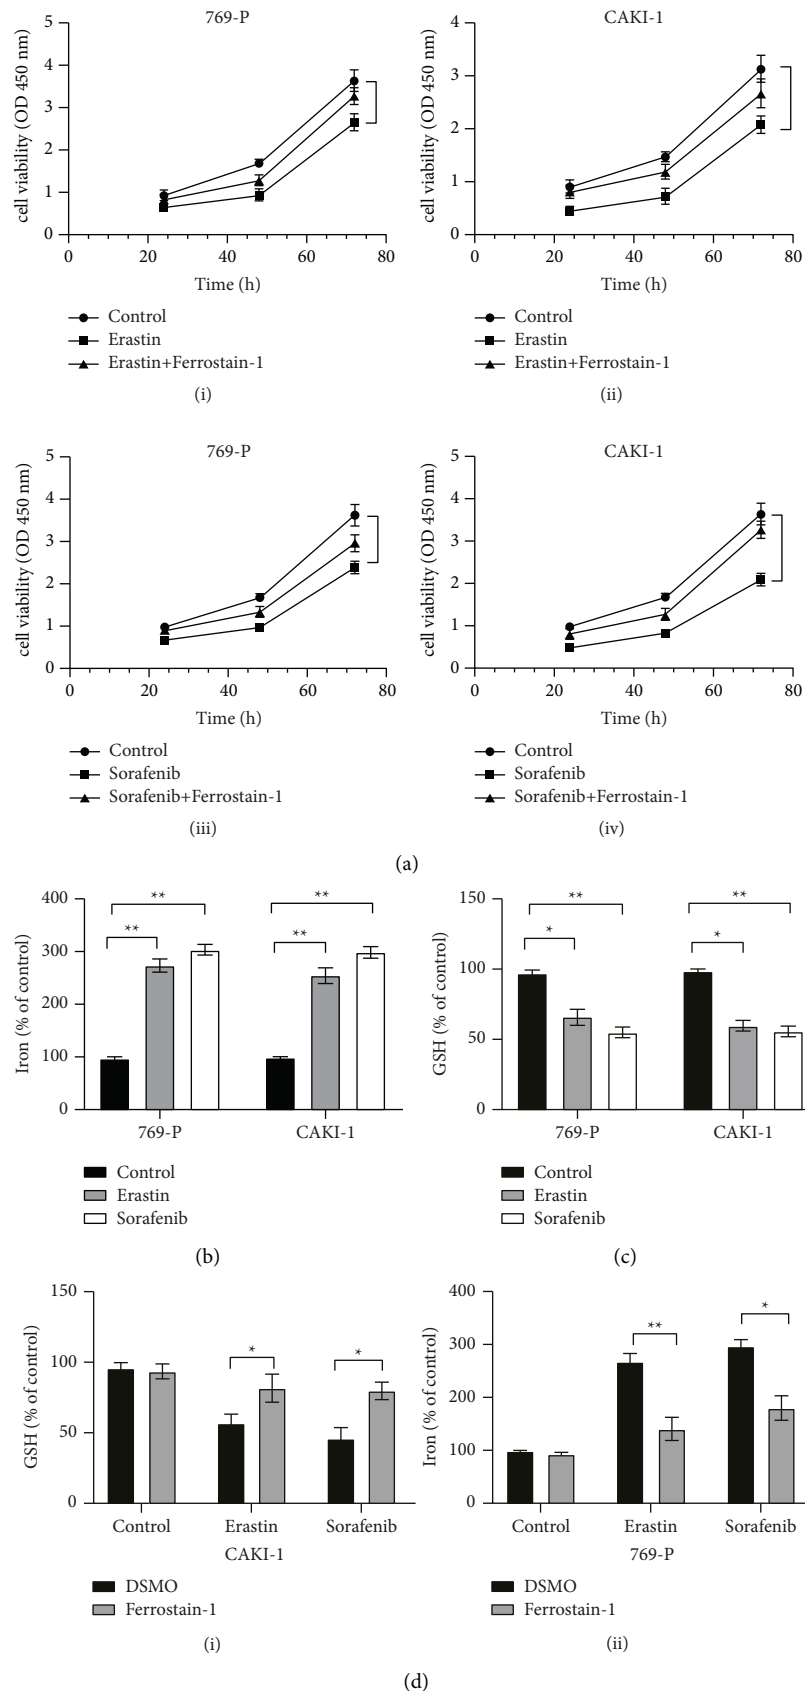 769-P
cell viability (OD 450 nm)
5
4
3
2
1
0
0 20 40 60 80
Time (h)
Control
Erastin
Erastin+Ferrostain-1
(i)
CAKI-1
cell viability (OD 450 nm)
4
3
2
1
0
0 20 40 60 80
Time (h)
Control
Erastin
Erastin+Ferrostain-1
(ii)
769-P
cell viability (OD 450 nm)
5
4
3
2
1
0
0 20 40 60 80
Time (h)
Control
Sorafenib
Sorafenib+Ferrostain-1
(iii)
CAKI-1
cell viability (OD 450 nm)
5
4
3
2
1
0
0 20 40 60 80
Time (h)
Control
Sorafenib
Sorafenib+Ferrostain-1
(iv)
(a)
Iron (% of control)
400
300
200
100
0
** **
** **
769-P CAKI-1
Control
Erastin
Sorafenib
(b)
GSH (% of control)
150
100
50
0
** **
* *
769-P CAKI-1
Control
Erastin
Sorafenib
(c)
GSH (% of control)
150
100
50
0
* *
Control Erastin Sorafenib
CAKI-1
DSMO
Ferrostain-1
(i)
Iron (% of control)
400
300
200
100
0
** *
Control Erastin Sorafenib
769-P
DSMO
Ferrostain-1
(ii)
(d)